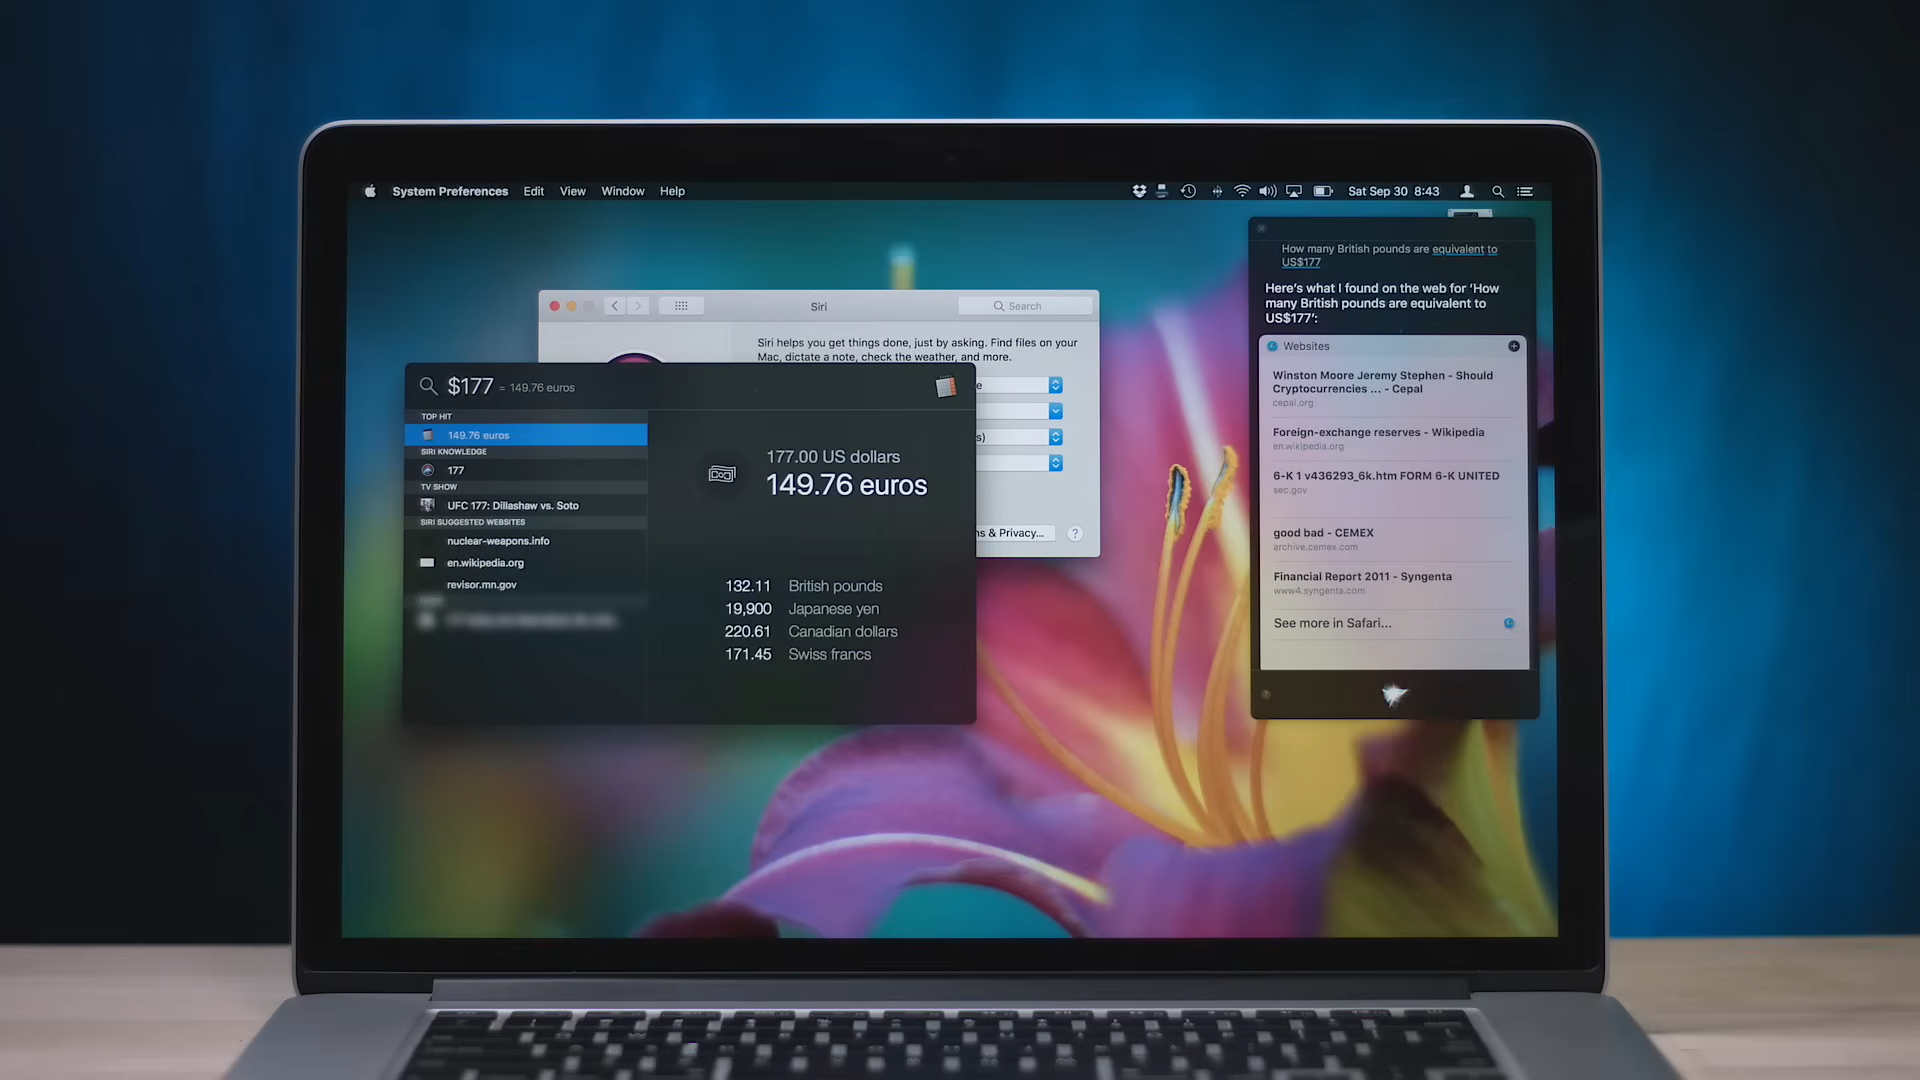 System Preferences Edit View Window Help
Sat Sep 30 8:43
Siri
Search
Siri helps you get things done, just by asking. Find files on your
Mac, dictate a note, check the weather, and more.
e
s)
& Privacy...
?
$177 = 149.76 euros
TOP HIT
149.76 euros
SIRI KNOWLEDGE
177
TV SHOW
UFC 177: Dillashaw vs. Soto
SIRI SUGGESTED WEBSITES
nuclear-weapons.info
en.wikipedia.org
revisor.mn.gov
177.00 US dollars
149.76 euros
132.11 British pounds
19,900 Japanese yen
220.61 Canadian dollars
171.45 Swiss francs
How many British pounds are equivalent to
US$177
Here's what I found on the web for 'How
many British pounds are equivalent to
US$177':
Websites
Winston Moore Jeremy Stephen - Should
Cryptocurrencies ... - Cepal
cepal.org
Foreign-exchange reserves - Wikipedia
en.wikipedia.org
6-K 1 v436293_6k.htm FORM 6-K UNITED
sec.gov
good bad - CEMEX
archive.cemex.com
Financial Report 2011 - Syngenta
www4.syngenta.com
See more in Safari...
?